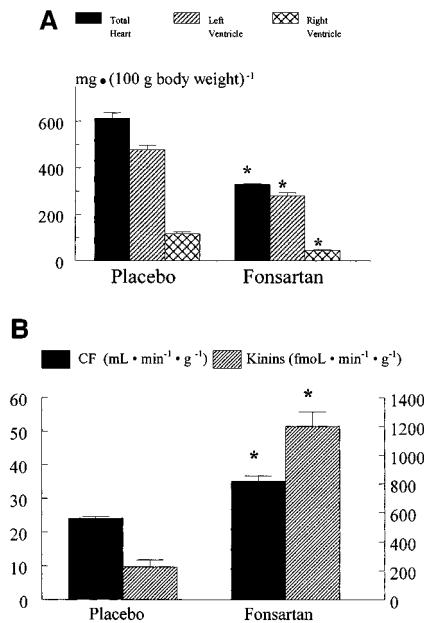 A
Total Heart
Left Ventricle
Right Ventricle
mg•(100 g body weight)⁻¹
600
400
200
0
*
*
*
Placebo
Fonsartan
B
CF (mL • min⁻¹ • g⁻¹)
Kinins (fmoL • min⁻¹ • g⁻¹)
60
50
40
30
20
10
0
*
*
1400
1200
1000
800
600
400
200
0
Placebo
Fonsartan